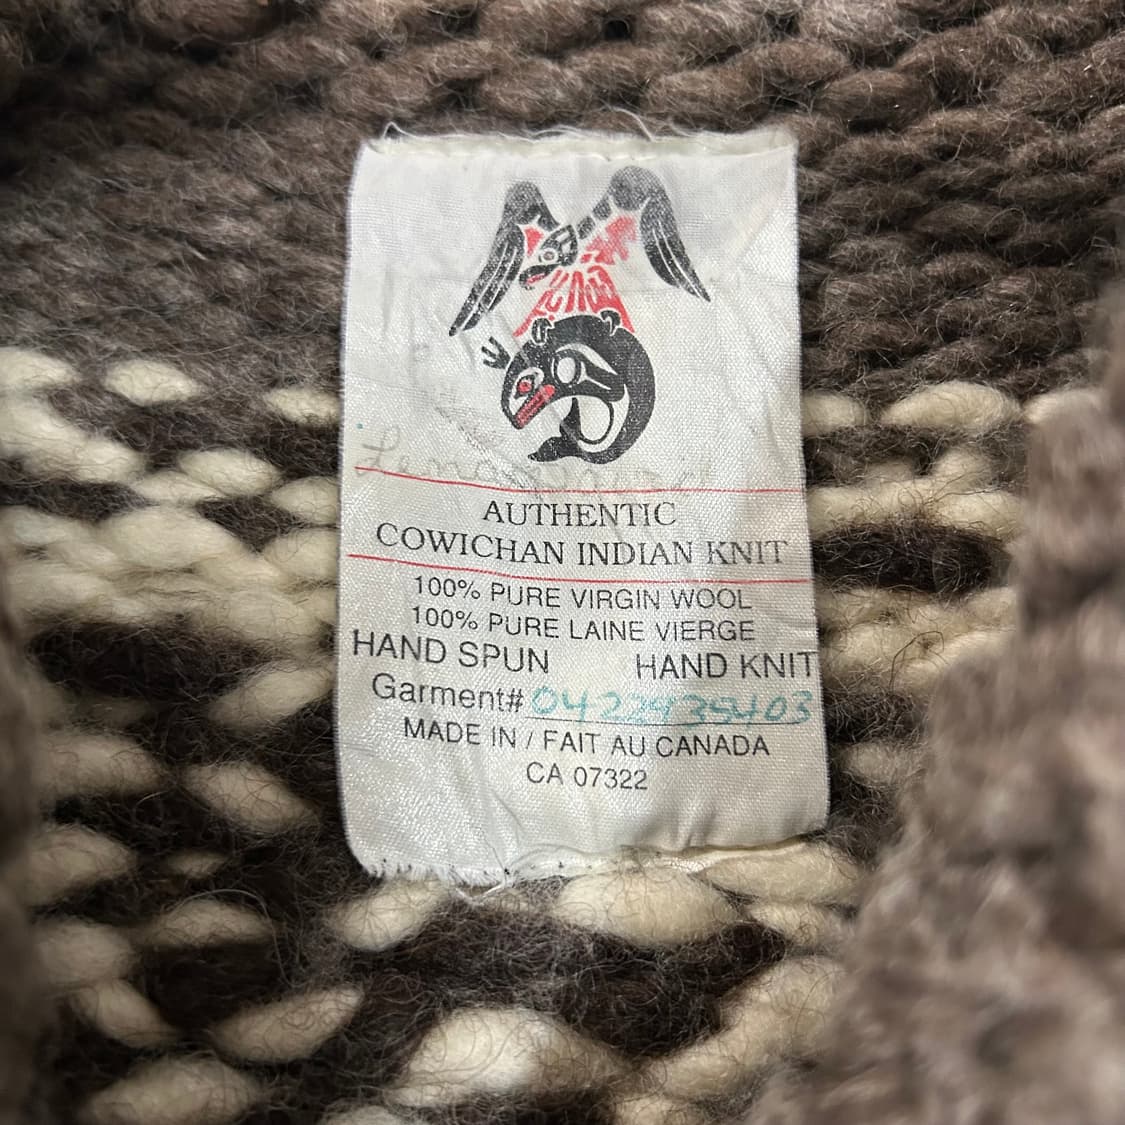 AUTHENTIC
COWICHAN INDIAN KNIT
100% PURE VIRGIN WOOL
100% PURE LAINE VIERGE
HAND SPUN HAND KNIT
Garment#
MADE IN / FAIT AU CANADA
CA 07322